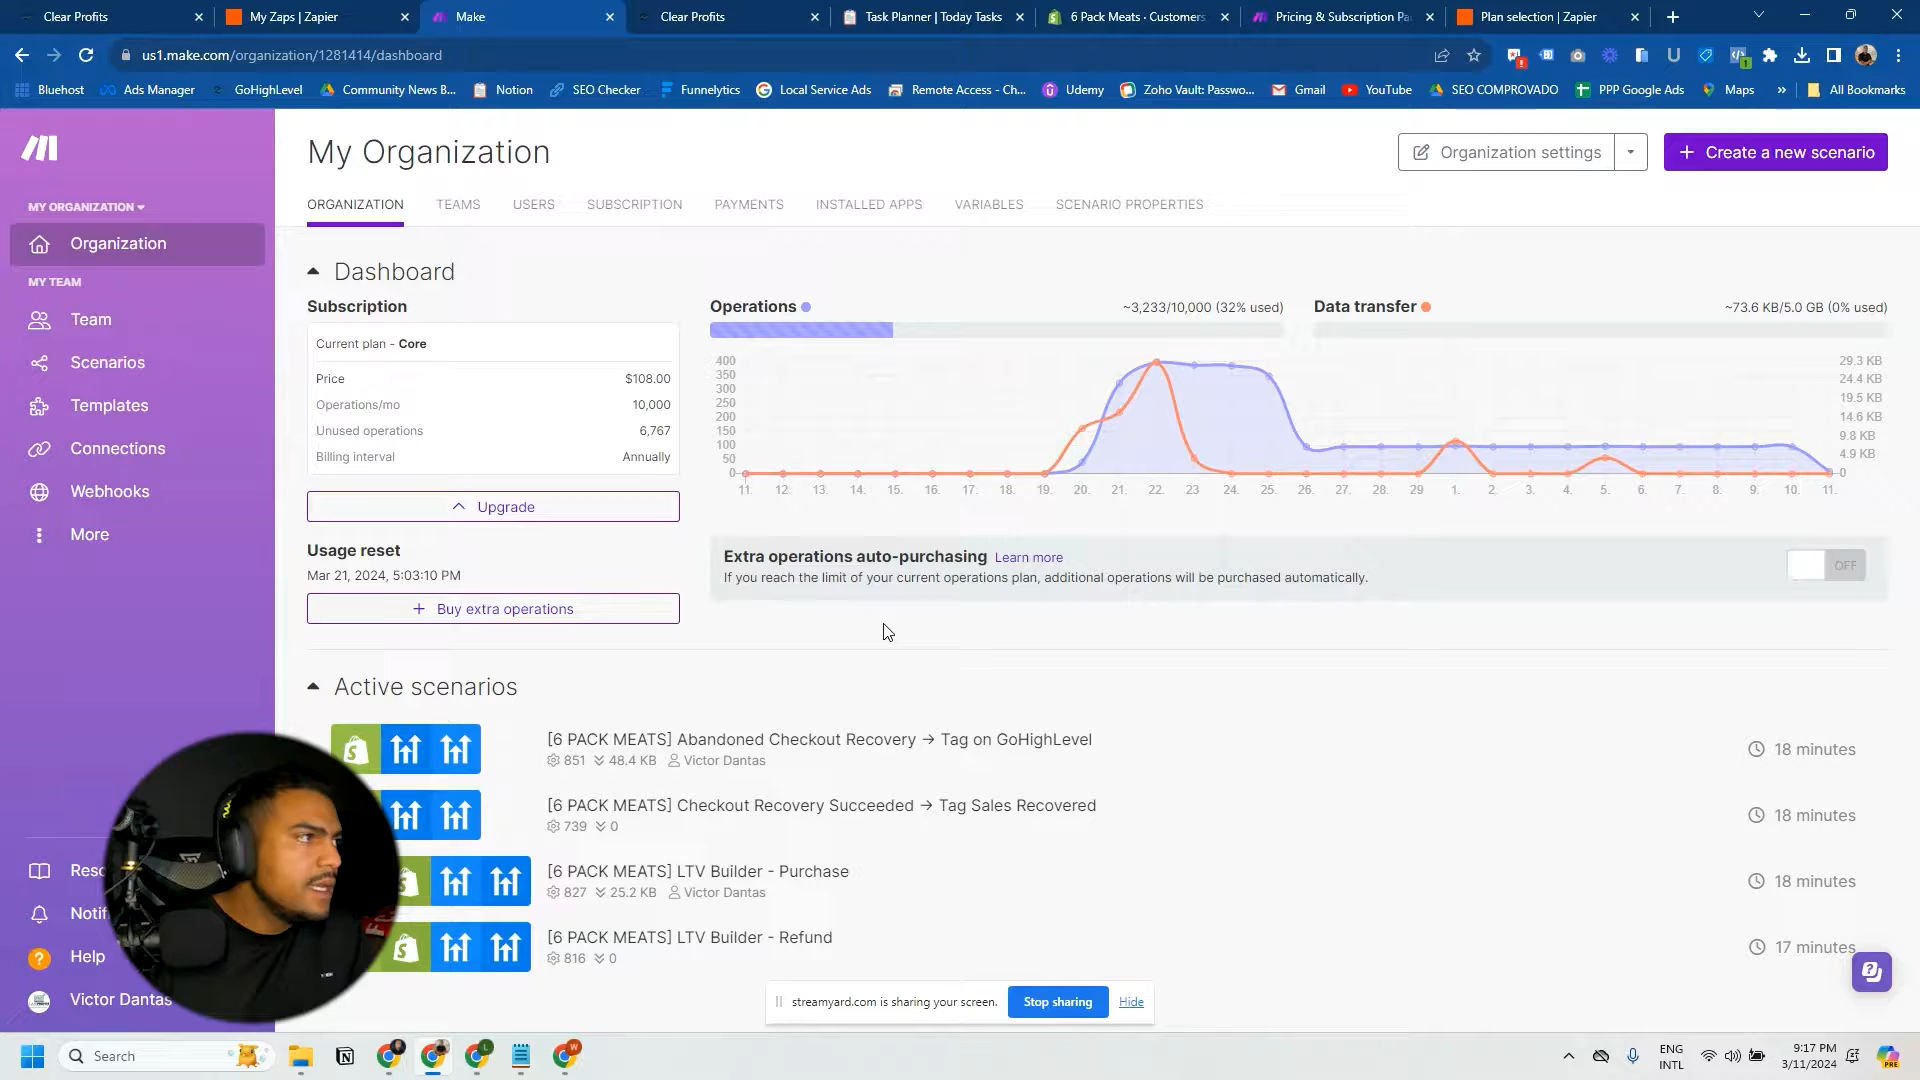 Clear Profits
My Zaps | Zapier
Make
Clear Profits
Task Planner | Today Tasks
6 Pack Meats · Customers
Pricing & Subscription Pa
Plan selection | Zapier
us1.make.com/organization/1281414/dashboard
Bluehost
Ads Manager
GoHighLevel
Community News B...
Notion
SEO Checker
Funnelytics
Local Service Ads
Remote Access - Ch...
Udemy
Zoho Vault: Passwo...
Gmail
YouTube
SEO COMPROVADO
PPP Google Ads
Maps
»
All Bookmarks
MY ORGANIZATION
Organization
MY TEAM
Team
Scenarios
Templates
Connections
Webhooks
More
Reso
Notif
Help
Victor Dantas
My Organization
Organization settings
+ Create a new scenario
ORGANIZATION
TEAMS
USERS
SUBSCRIPTION
PAYMENTS
INSTALLED APPS
VARIABLES
SCENARIO PROPERTIES
Dashboard
Subscription
Current plan - Core
Price $108.00
Operations/mo 10,000
Unused operations 6,767
Billing interval Annually
Upgrade
Usage reset
Mar 21, 2024, 5:03:10 PM
+ Buy extra operations
Operations
~3,233/10,000 (32% used)
400
350
300
250
200
150
100
50
0
11. 12. 13. 14. 15. 16. 17. 18. 19. 20. 21. 22. 23 24. 25. 26. 27. 28. 29 1. 2. 3. 4. 5. 6. 7. 8. 9. 10. 11.
Data transfer
~73.6 KB/5.0 GB (0% used)
29.3 KB
24.4 KB
19.5 KB
14.6 KB
9.8 KB
4.9 KB
0
Extra operations auto-purchasing Learn more
If you reach the limit of your current operations plan, additional operations will be purchased automatically.
OFF
Active scenarios
[6 PACK MEATS] Abandoned Checkout Recovery → Tag on GoHighLevel
851 48.4 KB Victor Dantas
18 minutes
[6 PACK MEATS] Checkout Recovery Succeeded → Tag Sales Recovered
739 0
18 minutes
[6 PACK MEATS] LTV Builder - Purchase
827 25.2 KB Victor Dantas
18 minutes
[6 PACK MEATS] LTV Builder - Refund
816 0
17 minutes
streamyard.com is sharing your screen.
Stop sharing
Hide
Search
ENG
INTL
9:17 PM
3/11/2024